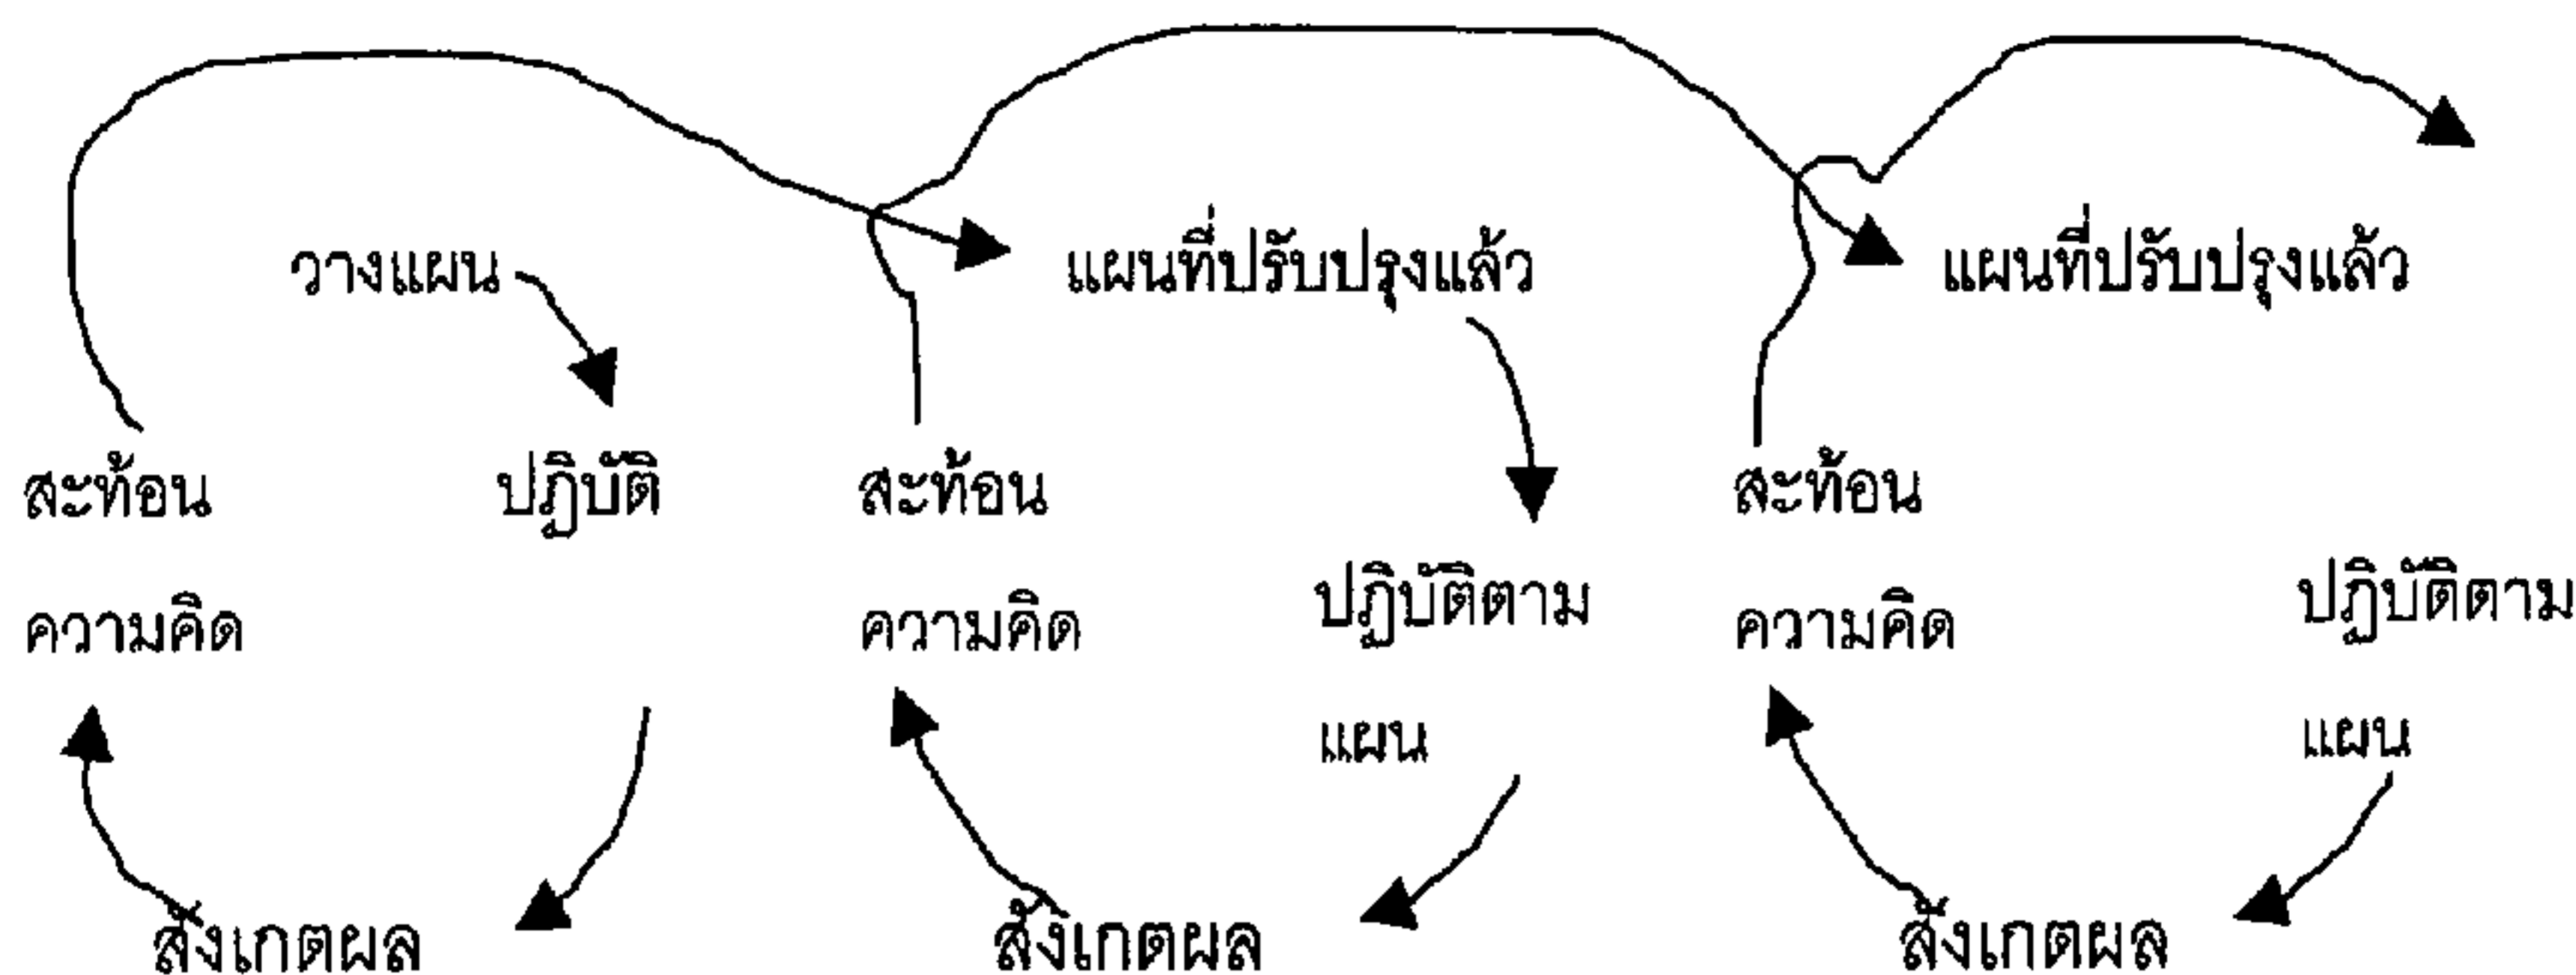 วางแผน
แผนที่ปรับปรุงแล้ว
แผนที่ปรับปรุงแล้ว
สะท้อน
ความคิด
ปฏิบัติ
สะท้อน
ความคิด
ปฏิบัติตาม
แผน
สะท้อน
ความคิด
ปฏิบัติตาม
แผน
สังเกตผล
สังเกตผล
สังเกตผล